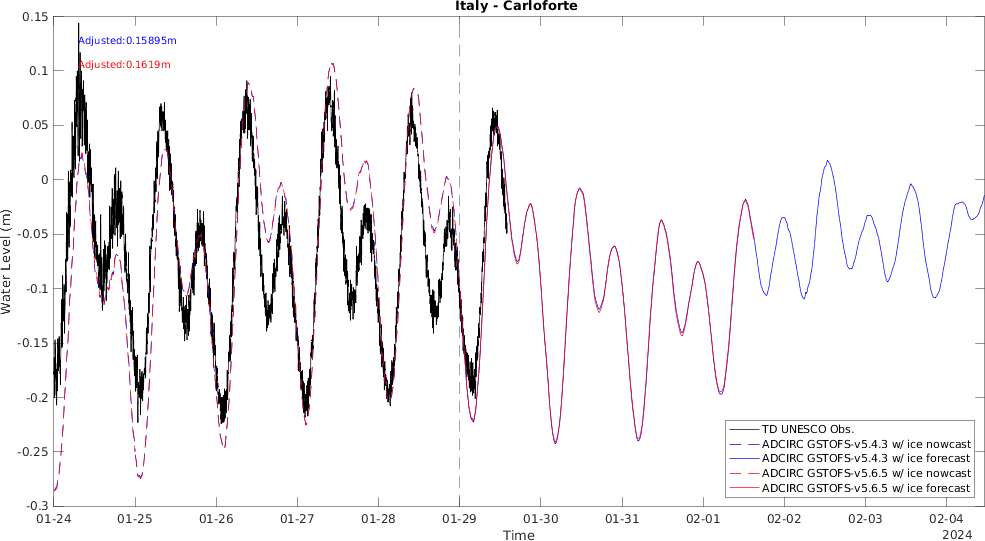 Italy - Carloforte
0.15
0.1
0.05
0
-0.05
-0.1
-0.15
-0.2
-0.25
-0.3
Water Level (m)
Adjusted:0.15895m
Adjusted:0.1619m
TD UNESCO Obs.
ADCIRC GSTOFS-v5.4.3 w/ ice nowcast
ADCIRC GSTOFS-v5.4.3 w/ ice forecast
ADCIRC GSTOFS-v5.6.5 w/ ice nowcast
ADCIRC GSTOFS-v5.6.5 w/ ice forecast
01-24 01-25 01-26 01-27 01-28 01-29 01-30 01-31 02-01 02-02 02-03 02-04
Time
2024